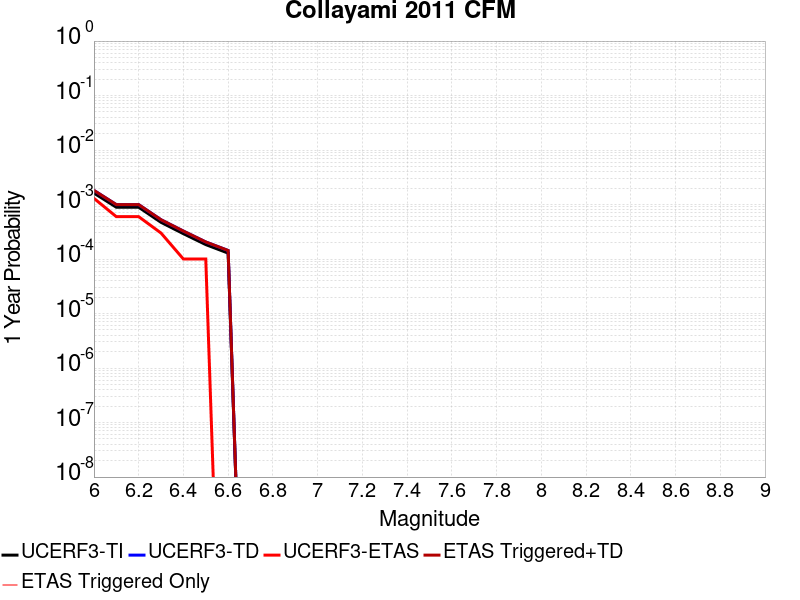 Collayami 2011 CFM
10^0
10^-1
10^-2
10^-3
10^-4
10^-5
10^-6
10^-7
10^-8
1 Year Probability
6 6.2 6.4 6.6 6.8 7 7.2 7.4 7.6 7.8 8 8.2 8.4 8.6 8.8 9
Magnitude
UCERF3-TI UCERF3-TD UCERF3-ETAS ETAS Triggered+TD
ETAS Triggered Only